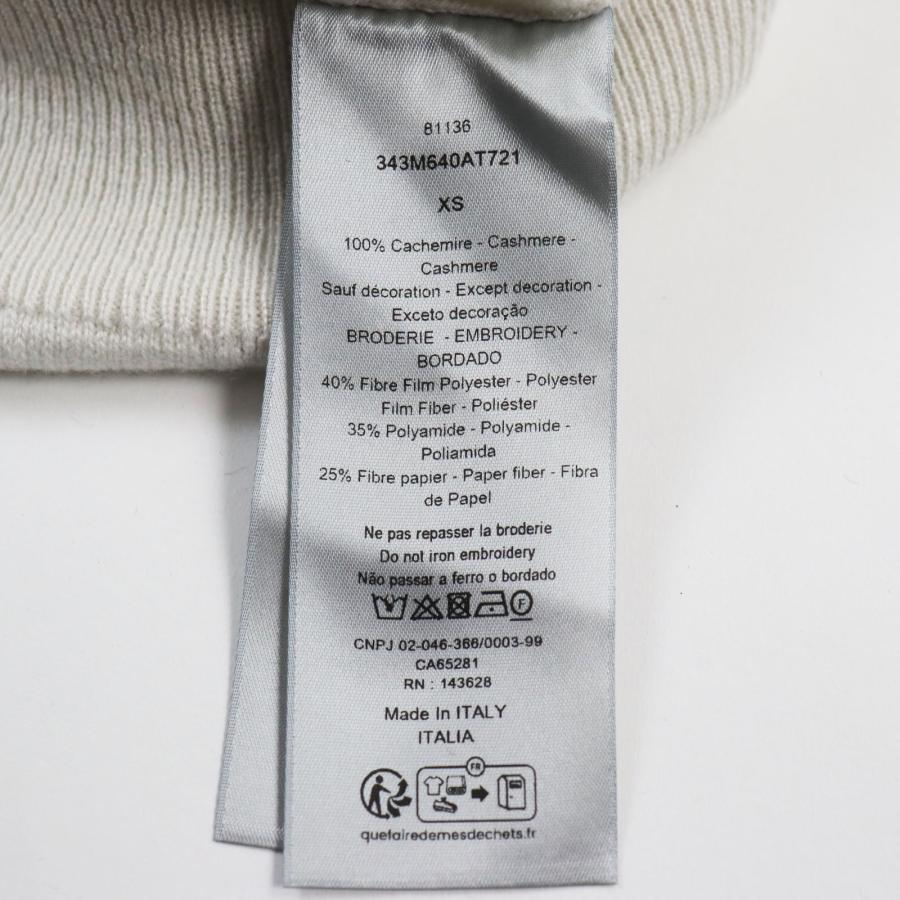 81136
343M640AT721
XS
100% Cachemire - Cashmere -
Cashmere
Sauf décoration - Except decoration -
Exceto decoração
BRODERIE - EMBROIDERY -
BORDADO
40% Fibre Film Polyester - Polyester
Film Fiber - Poliéster
35% Polyamide - Polyamide -
Poliamida
25% Fibre papier - Paper fiber - Fibra
de Papel
Ne pas repasser la broderie
Do not iron embroidery
Não passar a ferro o bordado
F
CNPJ 02-046-366/0003-99
CA65281
RN : 143628
Made In ITALY
ITALIA
FR
quefairedemesdechets.fr